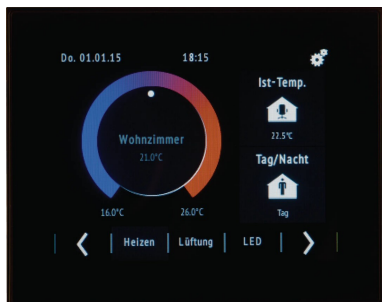 Do. 01.01.15 18:15
Ist-Temp.
22.5°C
Wohnzimmer
21.0°C
Tag/Nacht
Tag
16.0°C 26.0°C
Heizen Lüftung LED